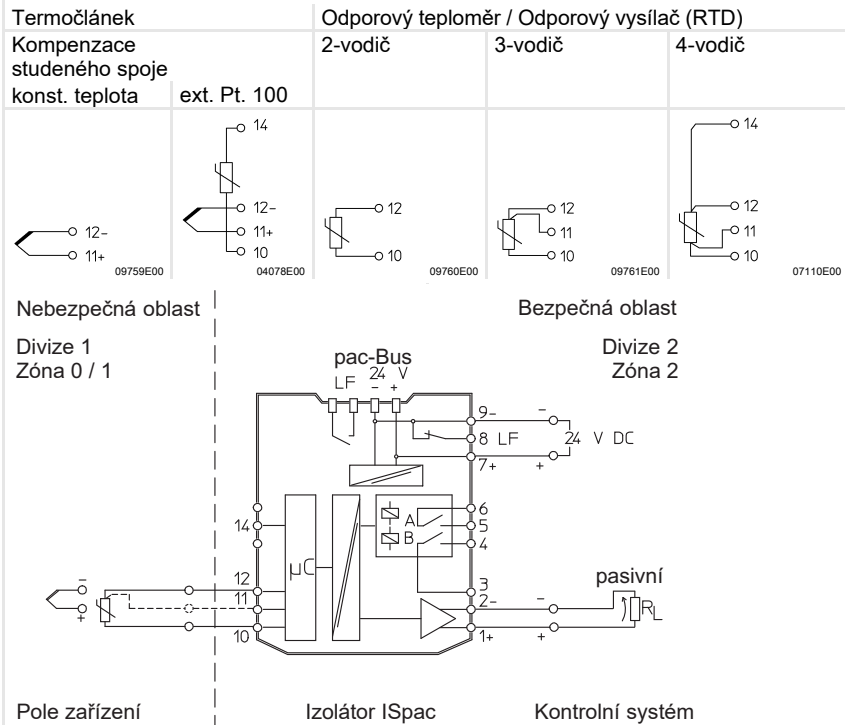 Termočlánek Odporový teploměr / Odporový vysílač (RTD)
Kompenzace studeného spoje 2-vodič 3-vodič 4-vodič
konst. teplota ext. Pt. 100
14 14
12- 12- 12 12 12
11+ 11+ 11 11
10 10 10 10
09759E00 04078E00 09760E00 09761E00 07110E00
Nebezpečná oblast Bezpečná oblast
Divize 1 Divize 2
Zóna 0 / 1 Zóna 2
pac-Bus
LF 24 V
- +
9- -
8 LF 24 V DC
7+ +
14 A 6
5
B 4
µC
12 3 pasivní
- 11 2- - RL
+ 10 1+ +
Pole zařízení Izolátor ISpac Kontrolní systém